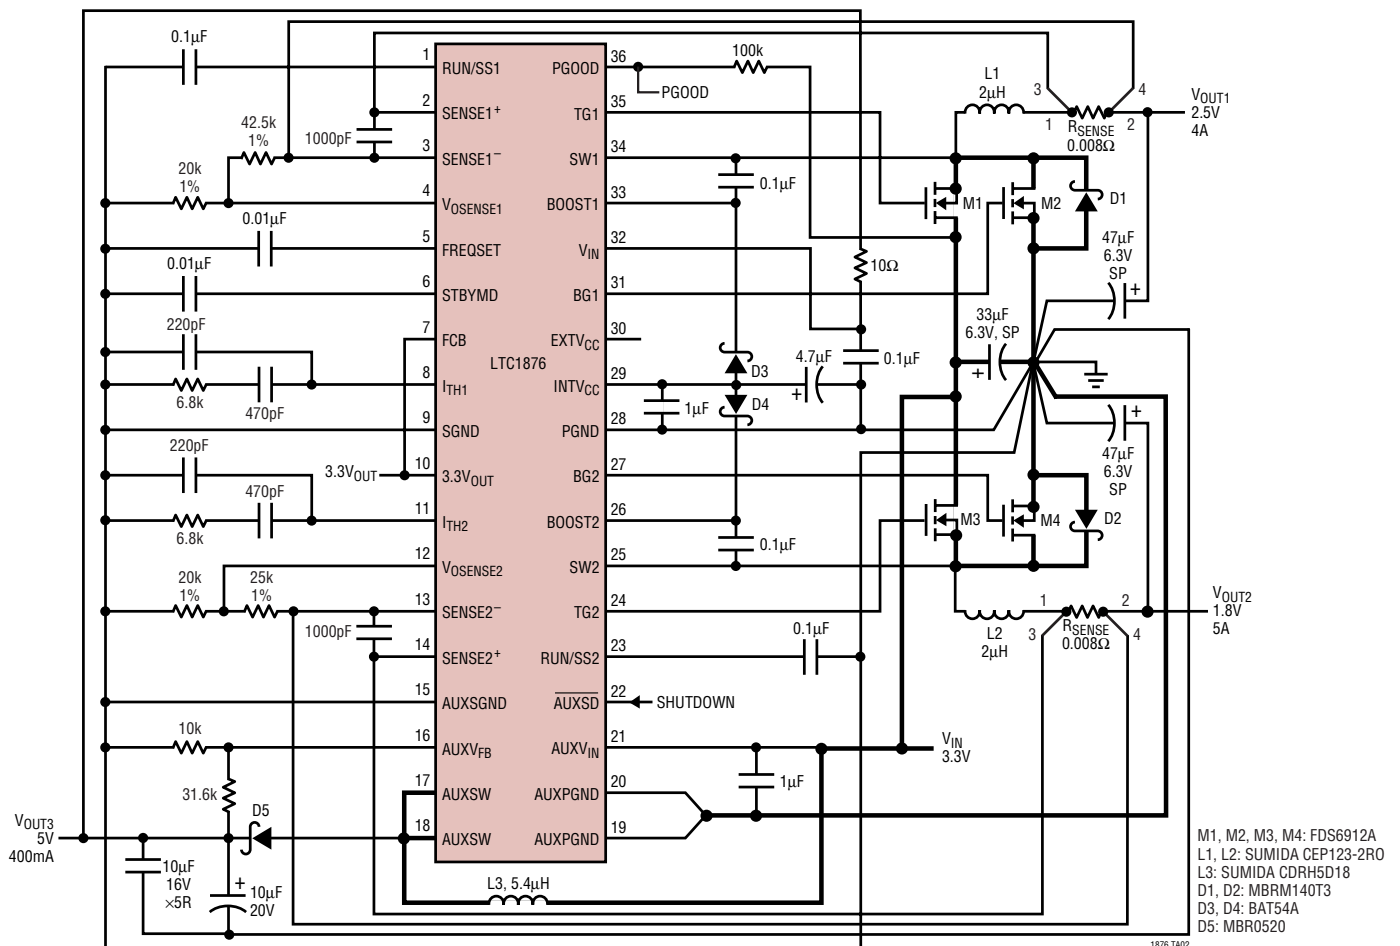 0.1µF
1
RUN/SS1
PGOOD
36
100k
PGOOD
2
SENSE1+
TG1
35
L1
2µH
3
4
1
RSENSE
0.008Ω
2
VOUT1
2.5V
4A
42.5k
1%
1000pF
3
SENSE1−
SW1
34
20k
1%
0.1µF
4
VOSENSE1
BOOST1
33
M1
M2
D1
0.01µF
5
FREQSET
VIN
32
10Ω
47µF
6.3V
SP
+
0.01µF
6
STBYMD
BG1
31
220pF
7
FCB
EXTVCC
30
33µF
6.3V, SP
+
LTC1876
6.8k
470pF
8
ITH1
INTVCC
29
D3
D4
4.7µF
+
0.1µF
1µF
9
SGND
PGND
28
+
47µF
6.3V
SP
220pF
3.3VOUT
10
3.3VOUT
BG2
27
6.8k
470pF
11
ITH2
BOOST2
26
M3
M4
D2
0.1µF
12
VOSENSE2
SW2
25
20k
1%
25k
1%
13
SENSE2−
TG2
24
L2
2µH
1
3
RSENSE
0.008Ω
2
4
VOUT2
1.8V
5A
1000pF
14
SENSE2+
RUN/SS2
23
0.1µF
15
AUXSGND
AUXSD
22
SHUTDOWN
10k
16
AUXVFB
AUXVIN
21
VIN
3.3V
31.6k
17
AUXSW
AUXPGND
20
1µF
D5
18
AUXSW
AUXPGND
19
VOUT3
5V
400mA
10µF
16V
×5R
+
10µF
20V
L3, 5.4µH
M1, M2, M3, M4: FDS6912A
L1, L2: SUMIDA CEP123-2RO
L3: SUMIDA CDRH5D18
D1, D2: MBRM140T3
D3, D4: BAT54A
D5: MBR0520
1876 TA02